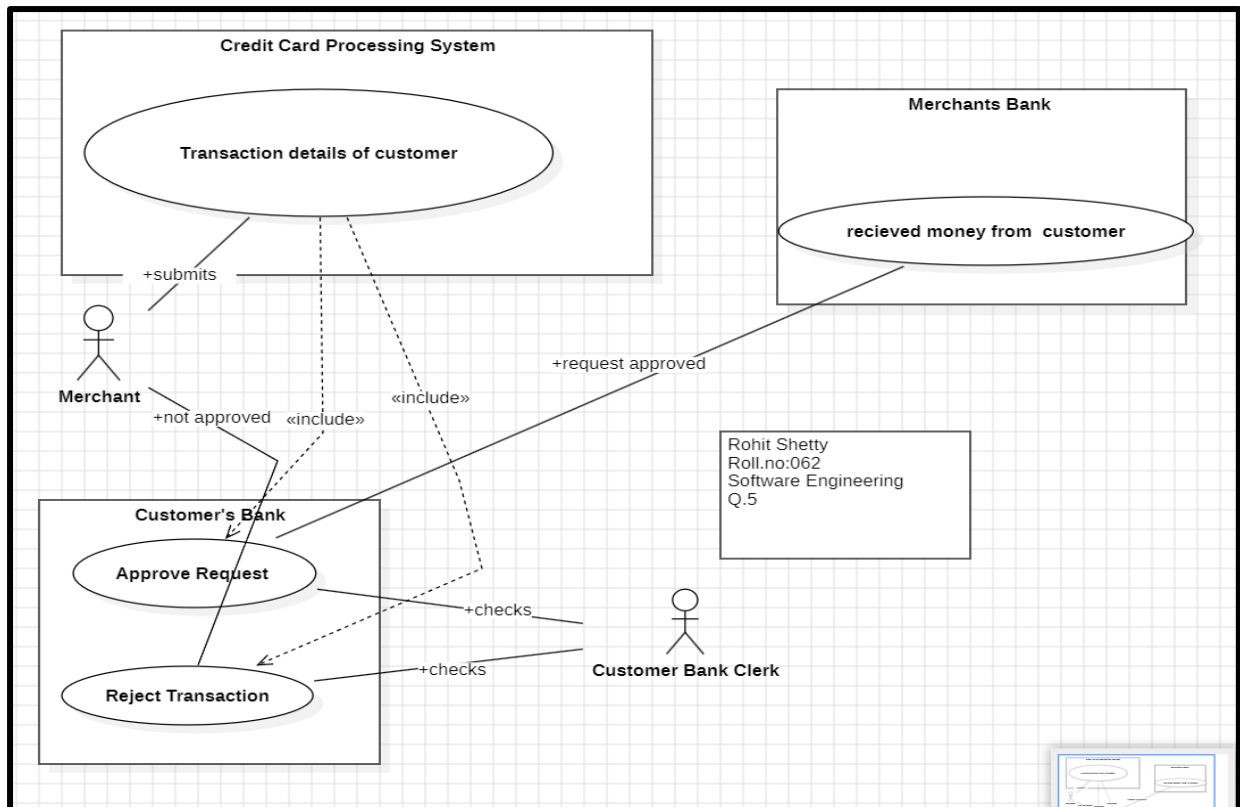 Credit Card Processing System
Transaction details of customer
Merchants Bank
recieved money from  customer
+submits
Merchant
+request approved
+not approved
«include»
«include»
Rohit Shetty
Roll.no:062
Software Engineering
Q.5
Customer's Bank
Approve Request
+checks
Customer Bank Clerk
+checks
Reject Transaction